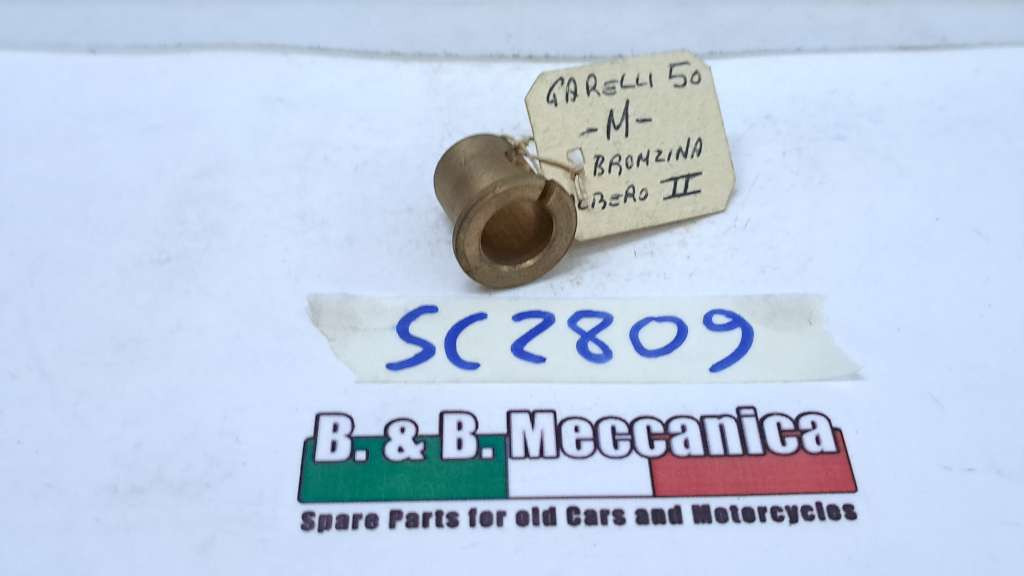 GARELLI 50
-M-
BRONZINA
ALBERO II
SC2809
B. & B. Meccanica
Spare Parts for old Cars and Motorcycles